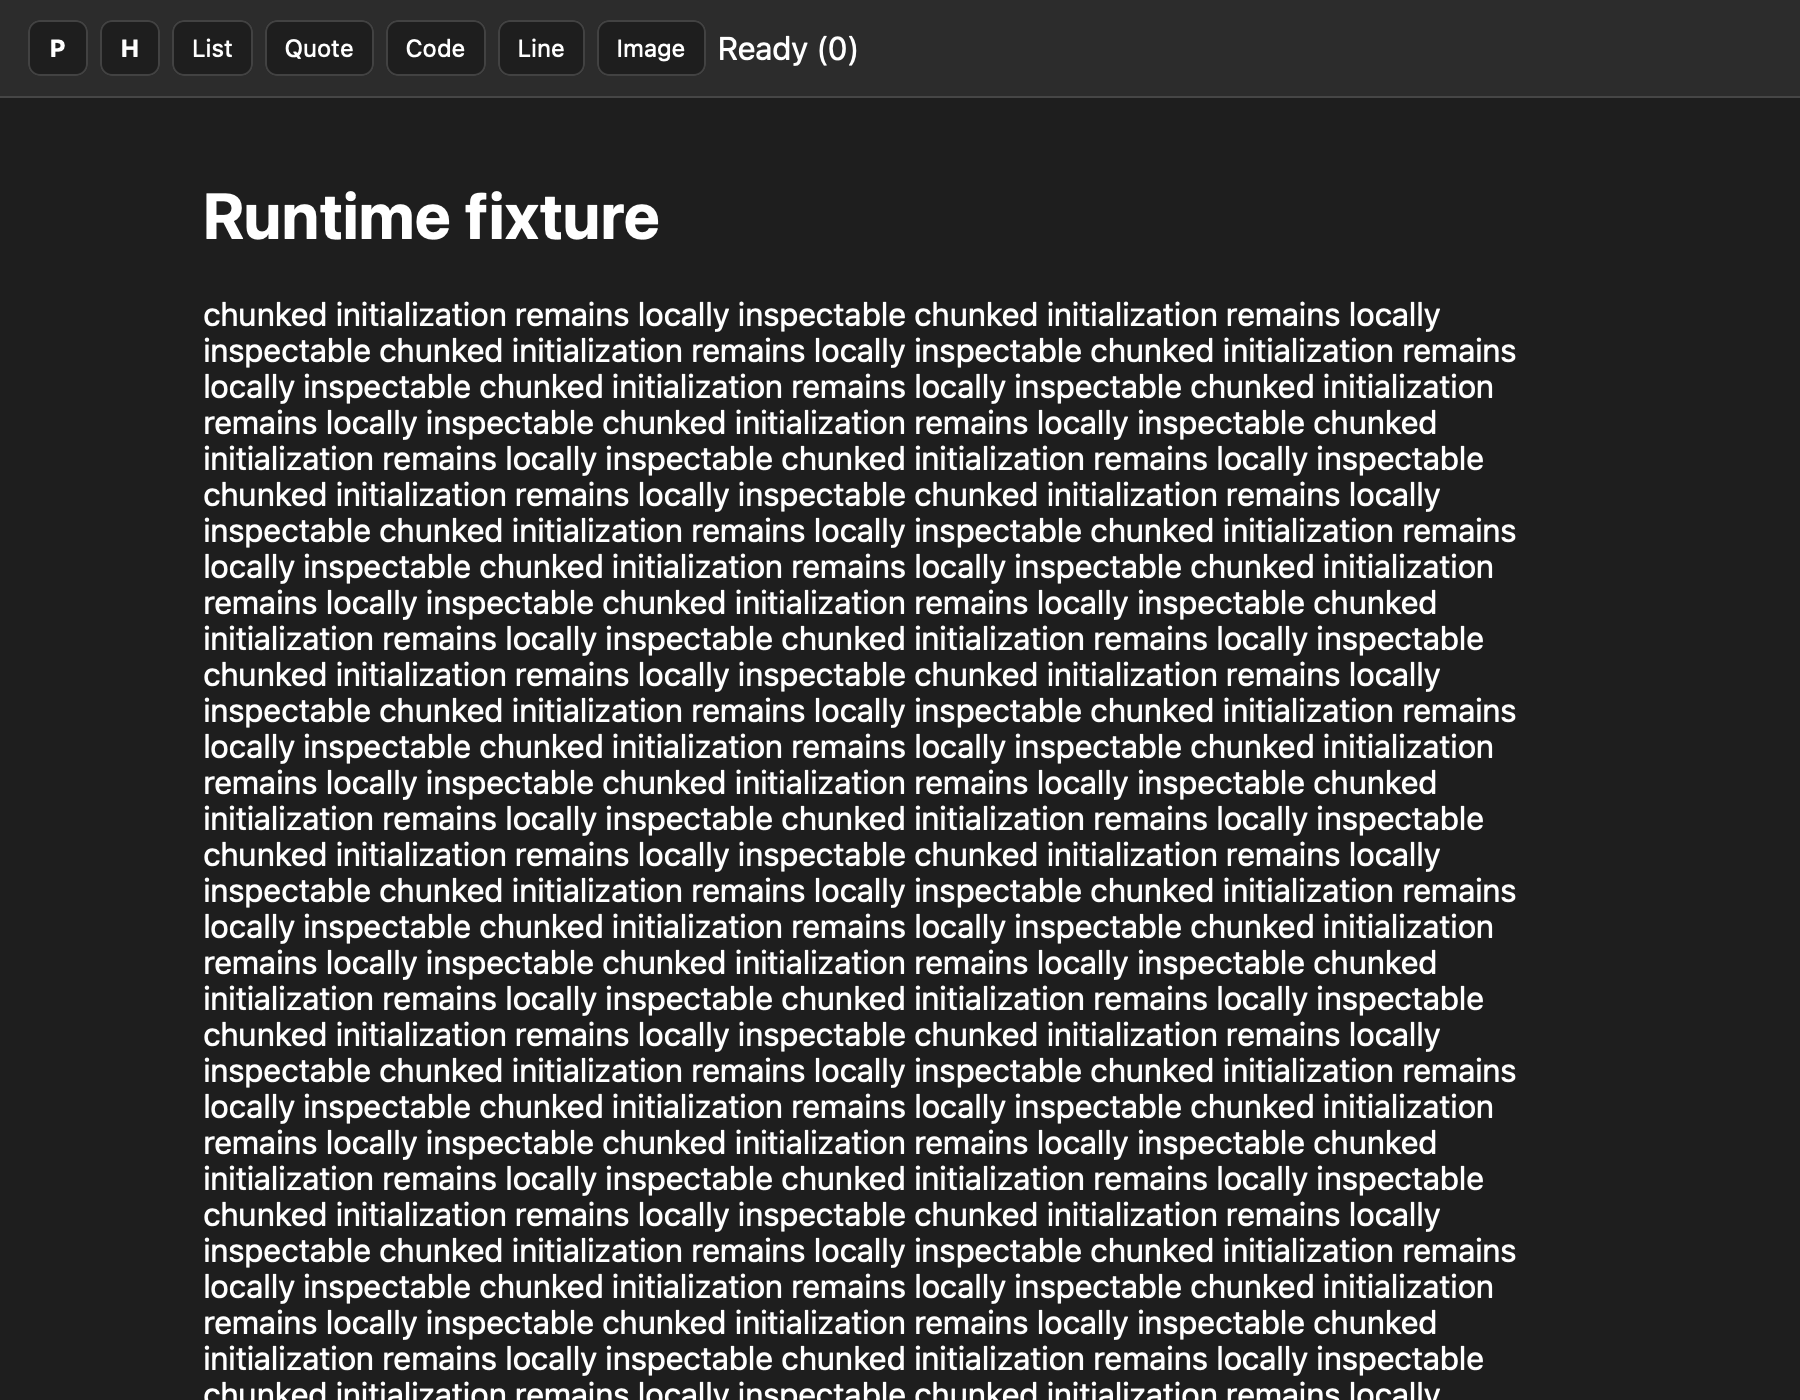 P H List Quote Code Line Image Ready (0)
Runtime fixture
chunked initialization remains locally inspectable chunked initialization remains locally
inspectable chunked initialization remains locally inspectable chunked initialization remains
locally inspectable chunked initialization remains locally inspectable chunked initialization
remains locally inspectable chunked initialization remains locally inspectable chunked
initialization remains locally inspectable chunked initialization remains locally inspectable
chunked initialization remains locally inspectable chunked initialization remains locally
inspectable chunked initialization remains locally inspectable chunked initialization remains
locally inspectable chunked initialization remains locally inspectable chunked initialization
remains locally inspectable chunked initialization remains locally inspectable chunked
initialization remains locally inspectable chunked initialization remains locally inspectable
chunked initialization remains locally inspectable chunked initialization remains locally
inspectable chunked initialization remains locally inspectable chunked initialization remains
locally inspectable chunked initialization remains locally inspectable chunked initialization
remains locally inspectable chunked initialization remains locally inspectable chunked
initialization remains locally inspectable chunked initialization remains locally inspectable
chunked initialization remains locally inspectable chunked initialization remains locally
inspectable chunked initialization remains locally inspectable chunked initialization remains
locally inspectable chunked initialization remains locally inspectable chunked initialization
remains locally inspectable chunked initialization remains locally inspectable chunked
initialization remains locally inspectable chunked initialization remains locally inspectable
chunked initialization remains locally inspectable chunked initialization remains locally
inspectable chunked initialization remains locally inspectable chunked initialization remains
locally inspectable chunked initialization remains locally inspectable chunked initialization
remains locally inspectable chunked initialization remains locally inspectable chunked
initialization remains locally inspectable chunked initialization remains locally inspectable
chunked initialization remains locally inspectable chunked initialization remains locally
inspectable chunked initialization remains locally inspectable chunked initialization remains
locally inspectable chunked initialization remains locally inspectable chunked initialization
remains locally inspectable chunked initialization remains locally inspectable chunked
initialization remains locally inspectable chunked initialization remains locally inspectable
chunked initialization remains locally inspectable chunked initialization remains locally